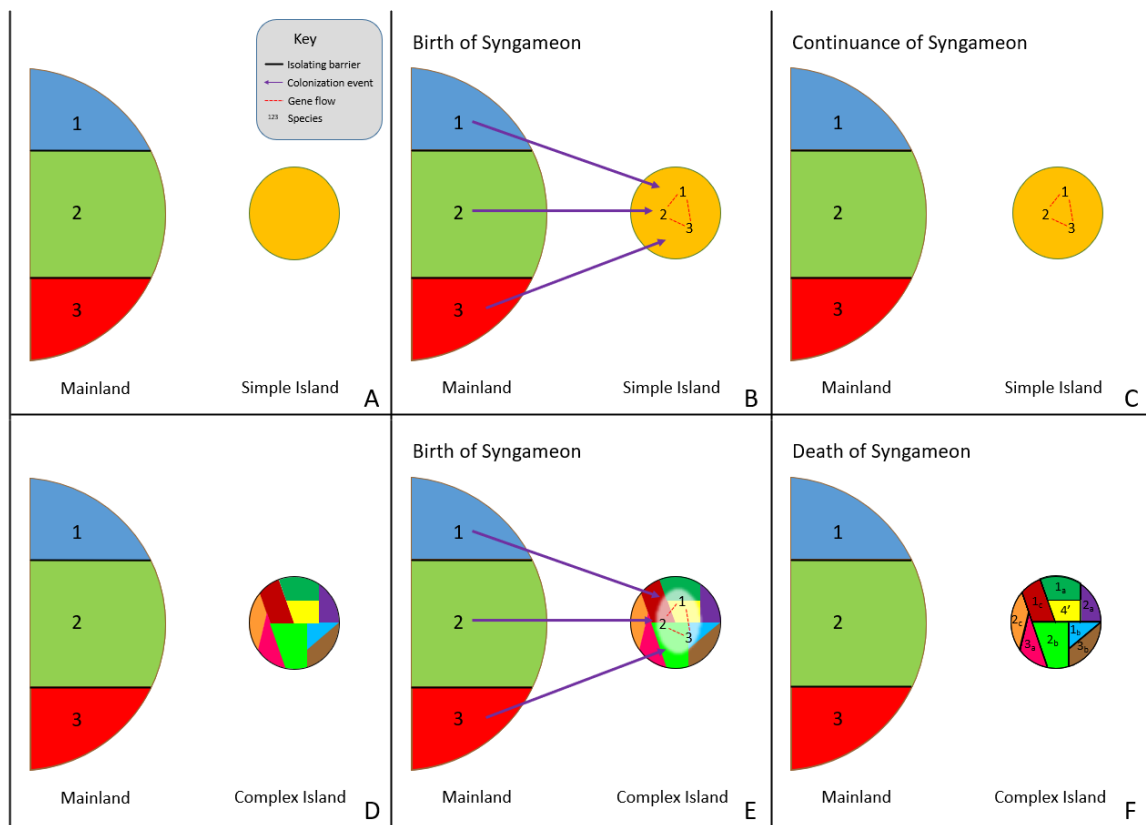 Key
Isolating barrier
Colonization event
Gene flow
123 Species
1
2
3
Mainland
Simple Island
A
Birth of Syngameon
1
2
3
1
2
3
Mainland
Simple Island
B
Continuance of Syngameon
1
2
3
1
2
3
Mainland
Simple Island
C
1
2
3
Mainland
Complex Island
D
Birth of Syngameon
1
2
3
1
2
3
Mainland
Complex Island
E
Death of Syngameon
1
2
3
1a
1c
4'
2a
2c
2b
1b
3a
3b
Mainland
Complex Island
F